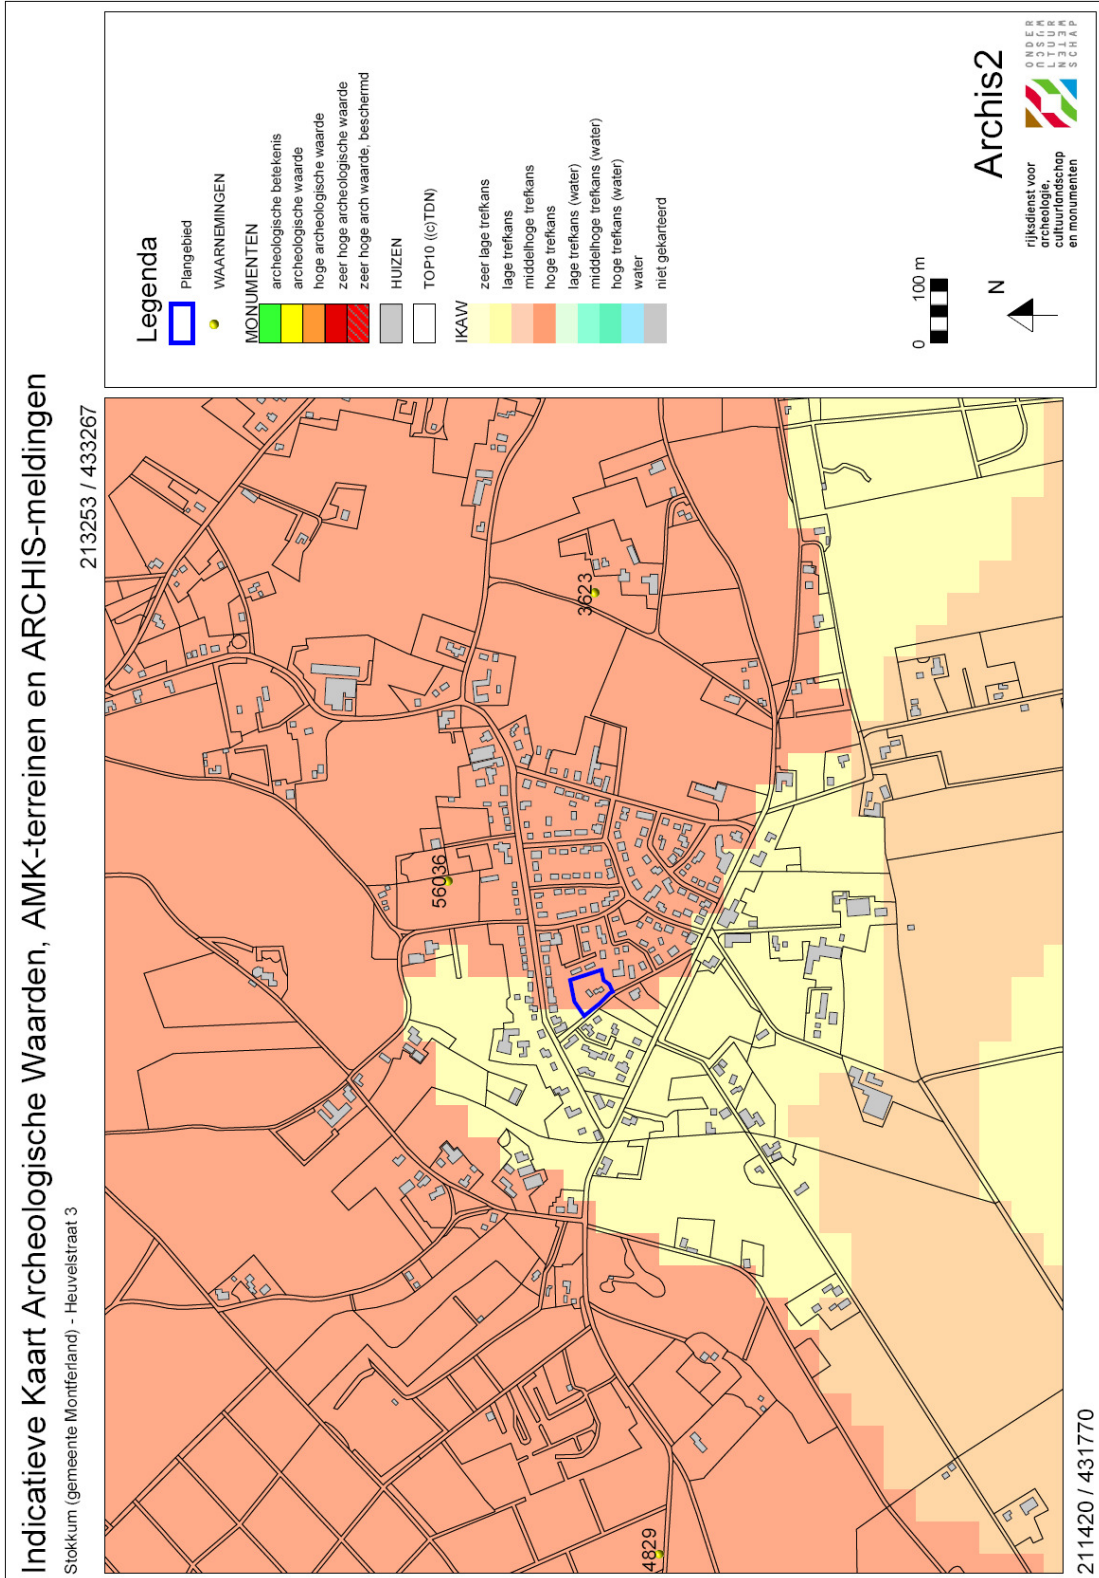 Indicatieve Kaart Archeologische Waarden, AMK-terreinen en ARCHIS-meldingen
Stokkum (gemeente Montferland) - Heuvelstraat 3
213253 / 433267
56036
3623
4829
211420 / 431770
Legenda
Plangebied
WAARNEMINGEN
MONUMENTEN
archeologische betekenis
archeologische waarde
hoge archeologische waarde
zeer hoge archeologische waarde
zeer hoge arch waarde, beschermd
HUIZEN
TOP10 ((c)TDN)
IKAW
zeer lage trefkans
lage trefkans
middelhoge trefkans
hoge trefkans
lage trefkans (water)
middelhoge trefkans (water)
hoge trefkans (water)
water
niet gekarteerd
0 100 m
N
Archis2
rijksdienst voor
archeologie,
cultuurlandschap
en monumenten
ONDER
LTUUR
SCHAP